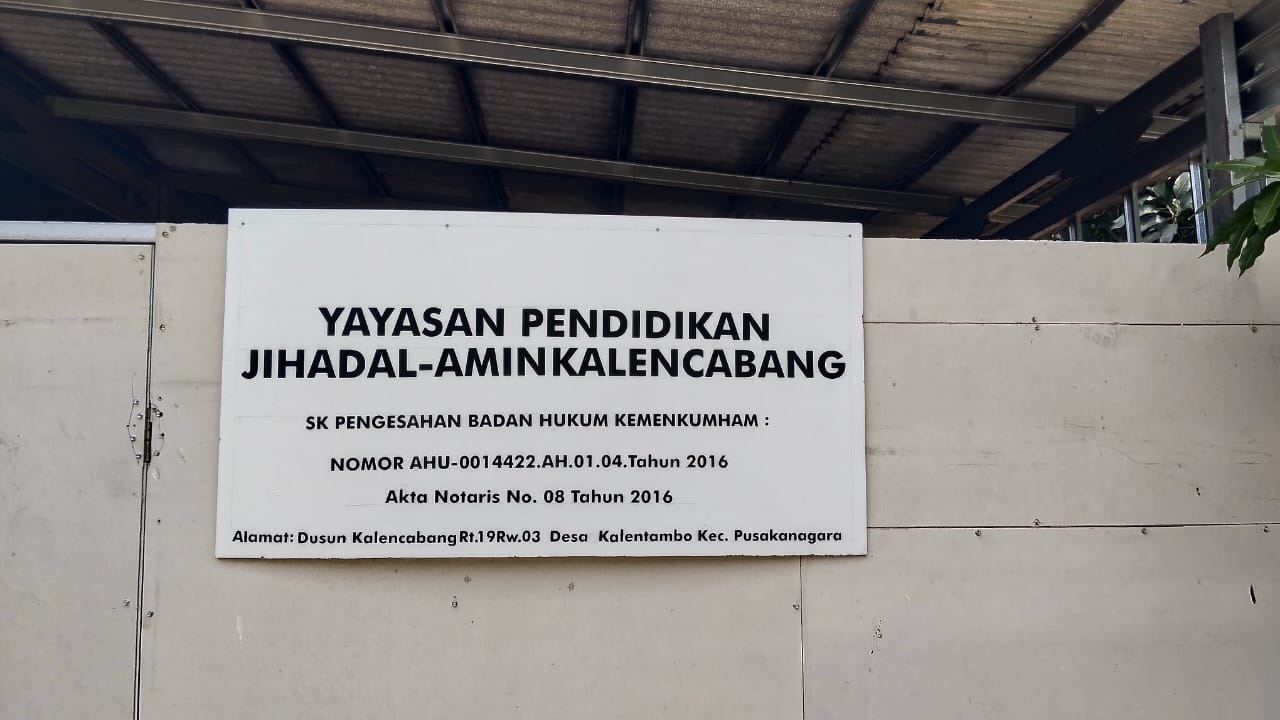 YAYASAN PENDIDIKAN
JIHADAL-AMINKALENCABANG
SK PENGESAHAN BADAN HUKUM KEMENKUMHAM :
NOMOR AHU-0014422.AH.01.04.Tahun 2016
Akta Notaris No. 08 Tahun 2016
Alamat: Dusun Kalencabang Rt.19Rw.03 Desa Kalentambo Kec. Pusakanagara